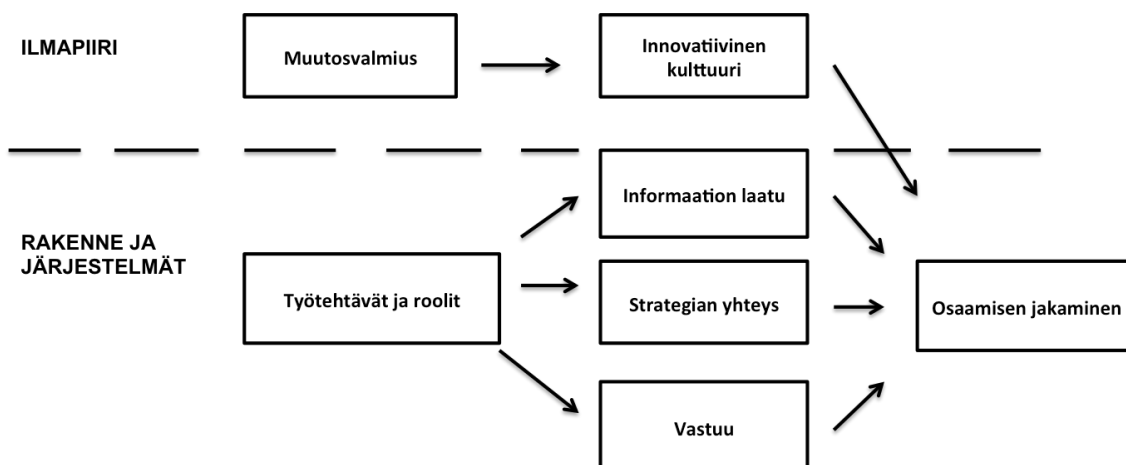 ILMAPIIRI
Muutosvalmius
Innovatiivinen
kulttuuri
Informaation laatu
RAKENNE JA
JÄRJESTELMÄT
Työtehtävät ja roolit
Strategian yhteys
Osaamisen jakaminen
Vastuu